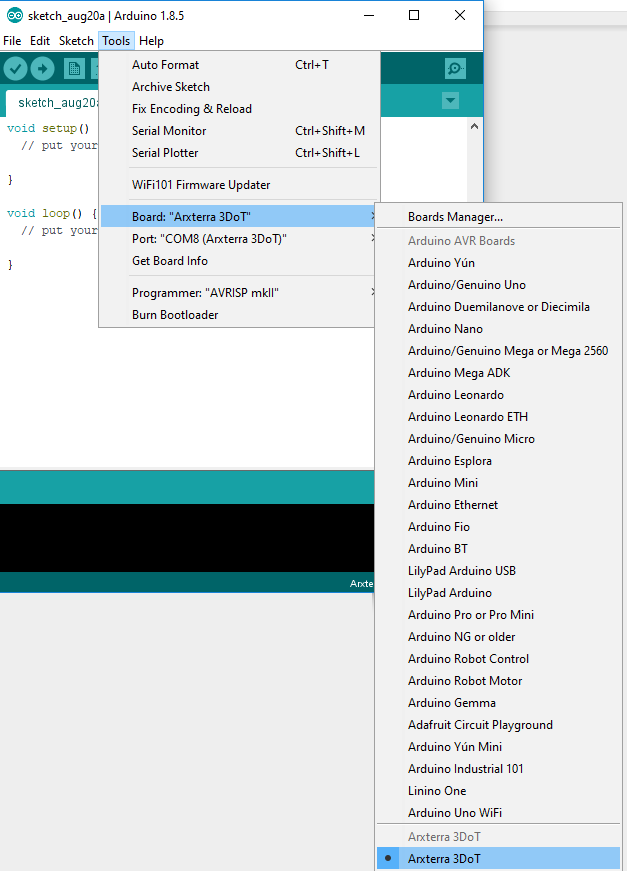 sketch_aug20a | Arduino 1.8.5
File Edit Sketch Tools Help
sketch_aug20a
void setup()
// put your
}
void loop() {
// put your
}
Auto Format Ctrl+T
Archive Sketch
Fix Encoding & Reload
Serial Monitor Ctrl+Shift+M
Serial Plotter Ctrl+Shift+L
WiFi101 Firmware Updater
Board: "Arxterra 3DoT"
Port: "COM8 (Arxterra 3DoT)"
Get Board Info
Programmer: "AVRISP mkII"
Burn Bootloader
Boards Manager...
Arduino AVR Boards
Arduino Yún
Arduino/Genuino Uno
Arduino Duemilanove or Diecimila
Arduino Nano
Arduino/Genuino Mega or Mega 2560
Arduino Mega ADK
Arduino Leonardo
Arduino Leonardo ETH
Arduino/Genuino Micro
Arduino Esplora
Arduino Mini
Arduino Ethernet
Arduino Fio
Arduino BT
LilyPad Arduino USB
LilyPad Arduino
Arduino Pro or Pro Mini
Arduino NG or older
Arduino Robot Control
Arduino Robot Motor
Arduino Gemma
Adafruit Circuit Playground
Arduino Yún Mini
Arduino Industrial 101
Linino One
Arduino Uno WiFi
Arxterra 3DoT
Arxterra 3DoT
Arxte